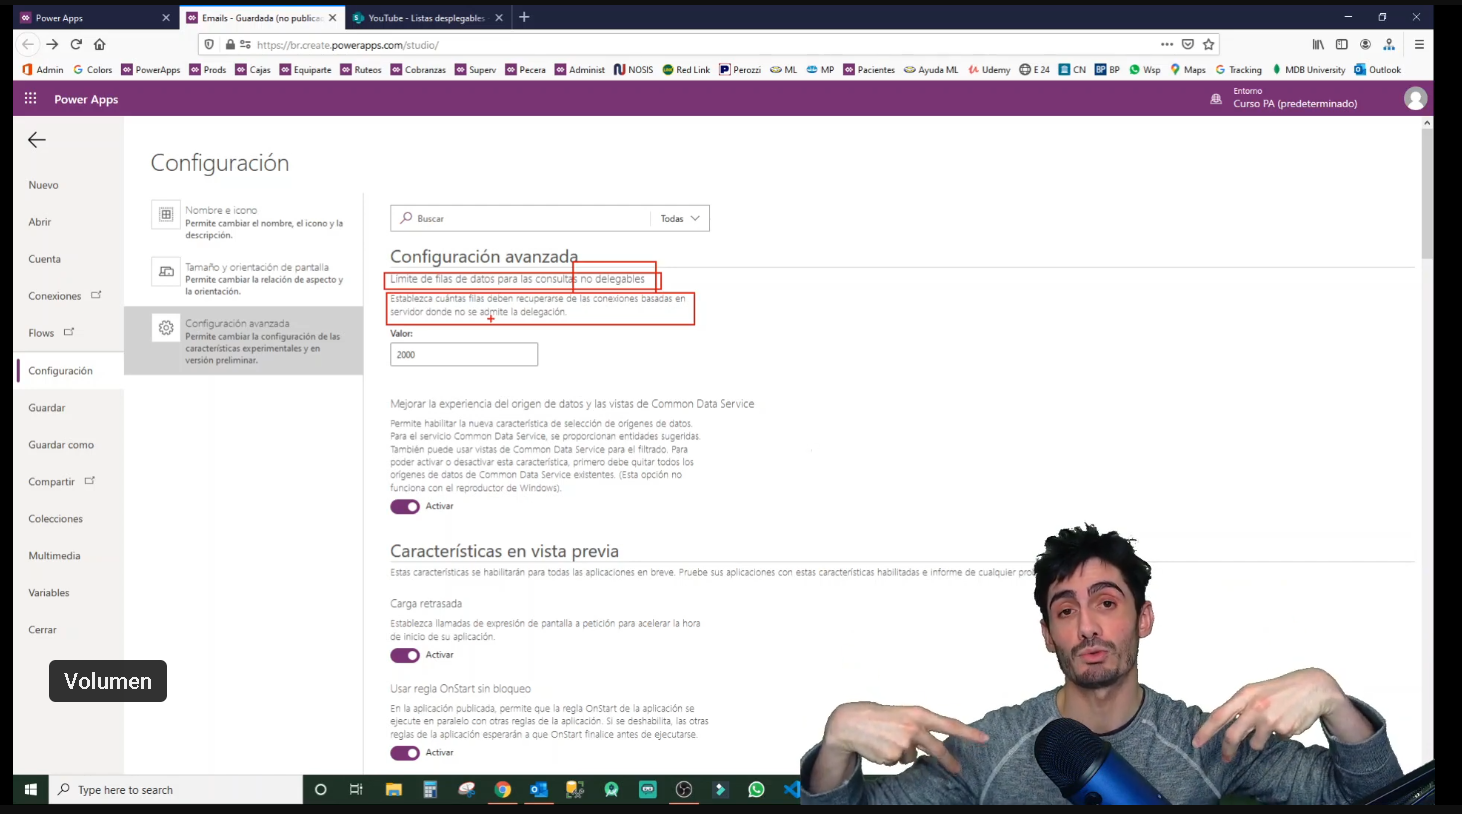 Power Apps
Emails - Guardada (no publicac
YouTube - Listas desplegables
https://br.create.powerapps.com/studio/
Admin Colors PowerApps Prods Cajas Equiparte Ruteos Cobranzas Superv Pecera Administ NOSIS Red Link Perozzi ML MP Pacientes Ayuda ML Udemy E 24 CN BP Wsp Maps Tracking MDB University Outlook
Power Apps
Entorno
Curso PA (predeterminado)
Nuevo
Abrir
Cuenta
Conexiones
Flows
Configuración
Guardar
Guardar como
Compartir
Colecciones
Multimedia
Variables
Cerrar
Configuración
Nombre e icono
Permite cambiar el nombre, el icono y la
descripción.
Tamaño y orientación de pantalla
Permite cambiar la relación de aspecto y
la orientación.
Configuración avanzada
Permite cambiar la configuración de las
características experimentales y en
versión preliminar.
Buscar
Todas
Configuración avanzada
Límite de filas de datos para las consultas no delegables
Establezca cuántas filas deben recuperarse de las conexiones basadas en
servidor donde no se admite la delegación.
Valor:
2000
Mejorar la experiencia del origen de datos y las vistas de Common Data Service
Permite habilitar la nueva característica de selección de orígenes de datos.
Para el servicio Common Data Service, se proporcionan entidades sugeridas.
También puede usar vistas de Common Data Service para el filtrado. Para
poder activar o desactivar esta característica, primero debe quitar todos los
orígenes de datos de Common Data Service existentes. (Esta opción no
funciona con el reproductor de Windows).
Activar
Características en vista previa
Estas características se habilitarán para todas las aplicaciones en breve. Pruebe sus aplicaciones con estas características habilitadas e informe de cualquier pro
Carga retrasada
Establezca llamadas de expresión de pantalla a petición para acelerar la hora
de inicio de su aplicación.
Activar
Usar regla OnStart sin bloqueo
En la aplicación publicada, permite que la regla OnStart de la aplicación se
ejecute en paralelo con otras reglas de la aplicación. Si se deshabilita, las otras
reglas de la aplicación esperarán a que OnStart finalice antes de ejecutarse.
Activar
Volumen
Type here to search